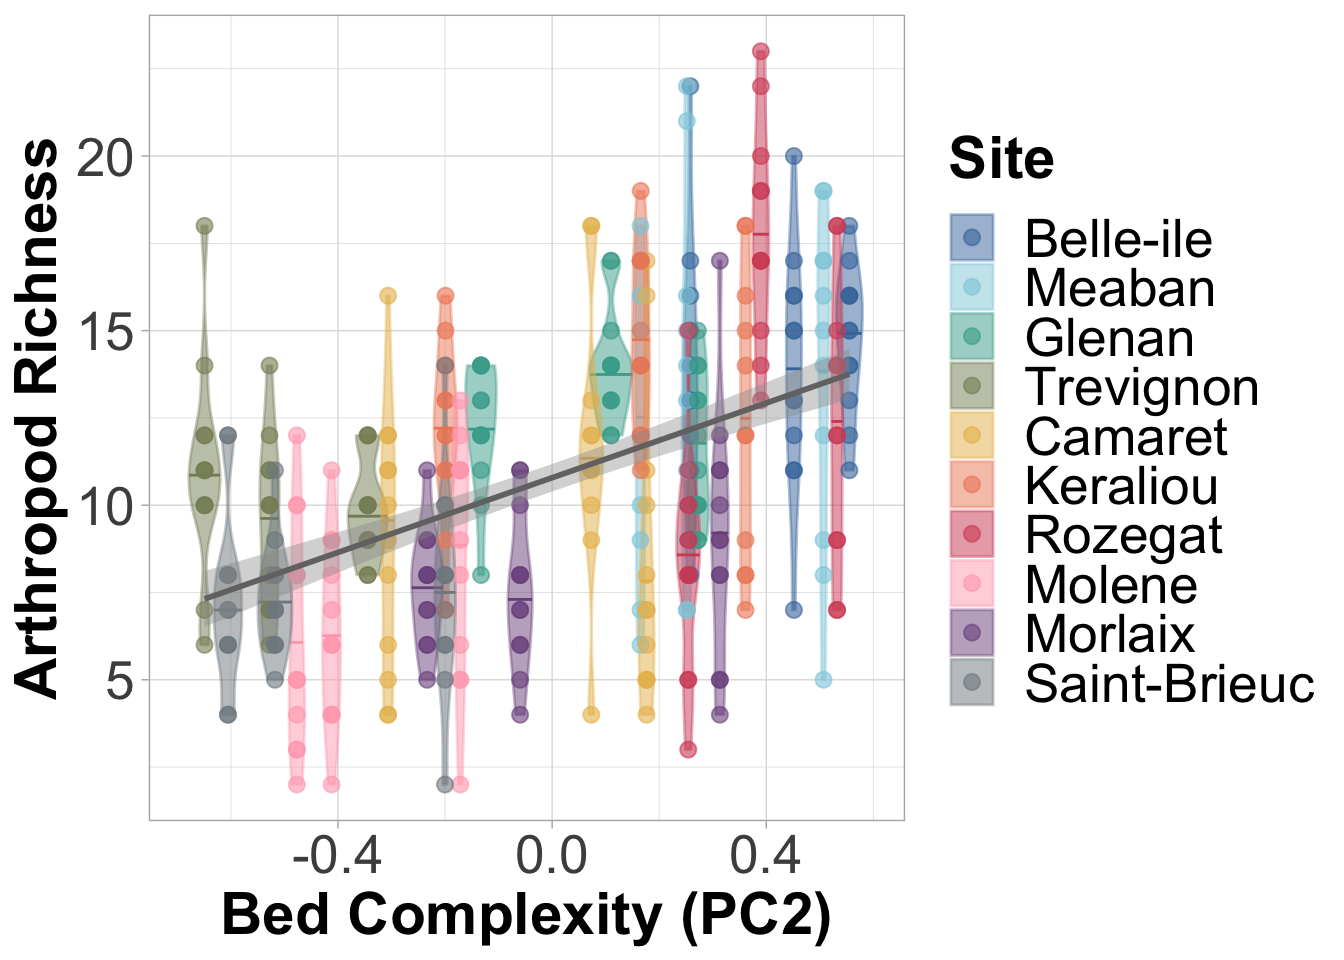 Arthropod Richness
20
15
10
5
-0.4
0.0
0.4
Bed Complexity (PC2)
Site
Belle-ile
Meaban
Glenan
Trevignon
Camaret
Keraliou
Rozegat
Molene
Morlaix
Saint-Brieuc